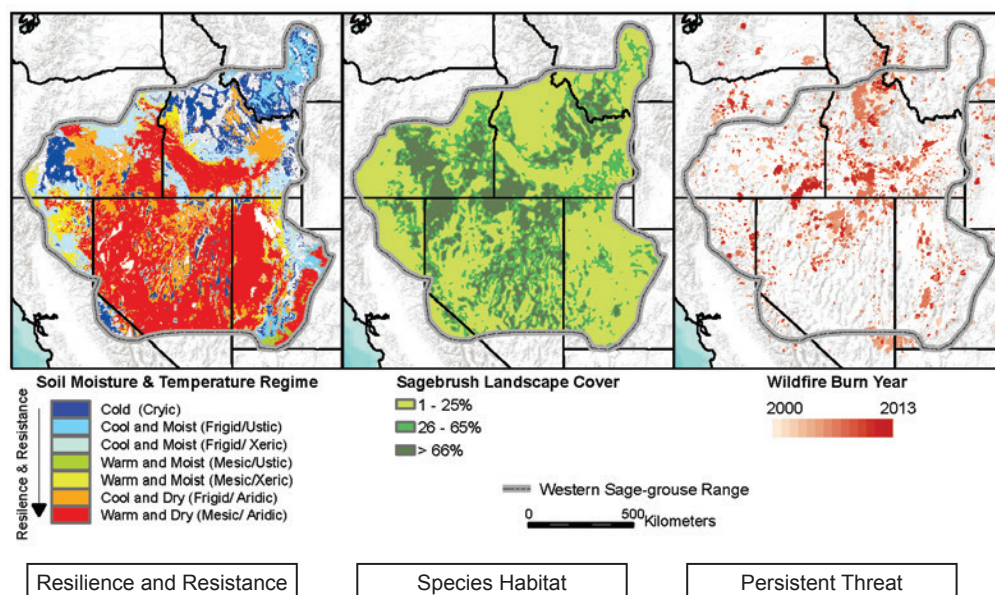 Soil Moisture & Temperature Regime
Resilence & Resistance
Cold (Cryic)
Cool and Moist (Frigid/Ustic)
Cool and Moist (Frigid/ Xeric)
Warm and Moist (Mesic/Ustic)
Warm and Moist (Mesic/Xeric)
Cool and Dry (Frigid/ Aridic)
Warm and Dry (Mesic/ Aridic)
Sagebrush Landscape Cover
1 - 25%
26 - 65%
> 66%
Wildfire Burn Year
2000 2013
Western Sage-grouse Range
0 500
Kilometers
Resilience and Resistance
Species Habitat
Persistent Threat